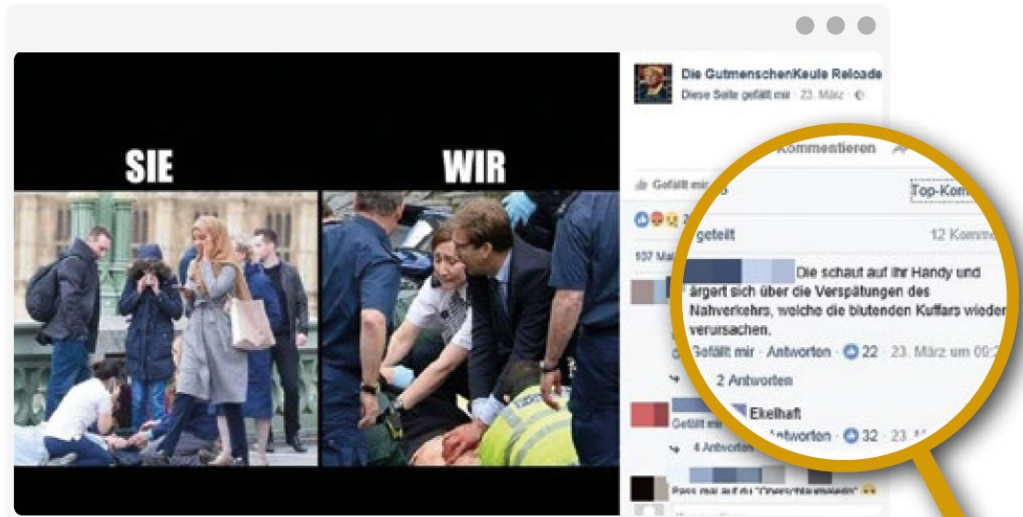 SIE
WIR
Die GutmenschenKeule Reloade
Diese Seite gefällt mir · 23. März ·
Kommentieren
Gefällt mir
Top-Kom
geteilt
12 Komme
107 Mal
Die schaut auf ihr Handy und
ärgert sich über die Verspätungen des
Nahverkehrs, welche die blutenden Kuffars wieder
verursachen.
Gefällt mir · Antworten · 22 · 23. März um 09:2
2 Antworten
Ekelhaft
Gefällt mir
Antworten · 32 · 23.
4 Antworten
Pass mal auf du "Oberschlaumeierin"